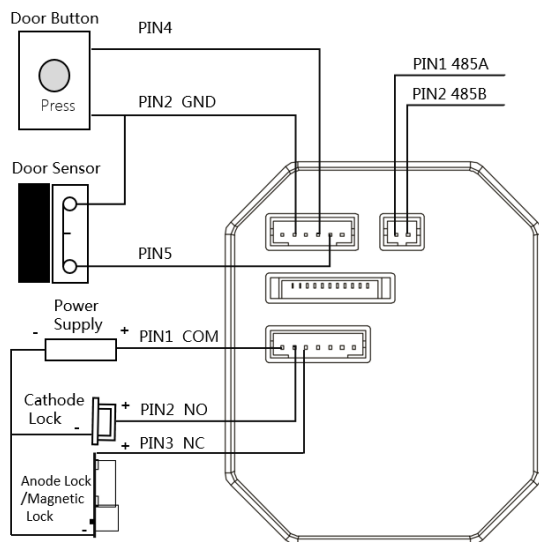 Door Button
PIN4
Press
PIN1 485A
PIN2 485B
PIN2 GND
Door Sensor
PIN5
Power
Supply
- +
PIN1 COM
Cathode
Lock
+
-
PIN2 NO
+
PIN3 NC
Anode Lock
/Magnetic
Lock
-